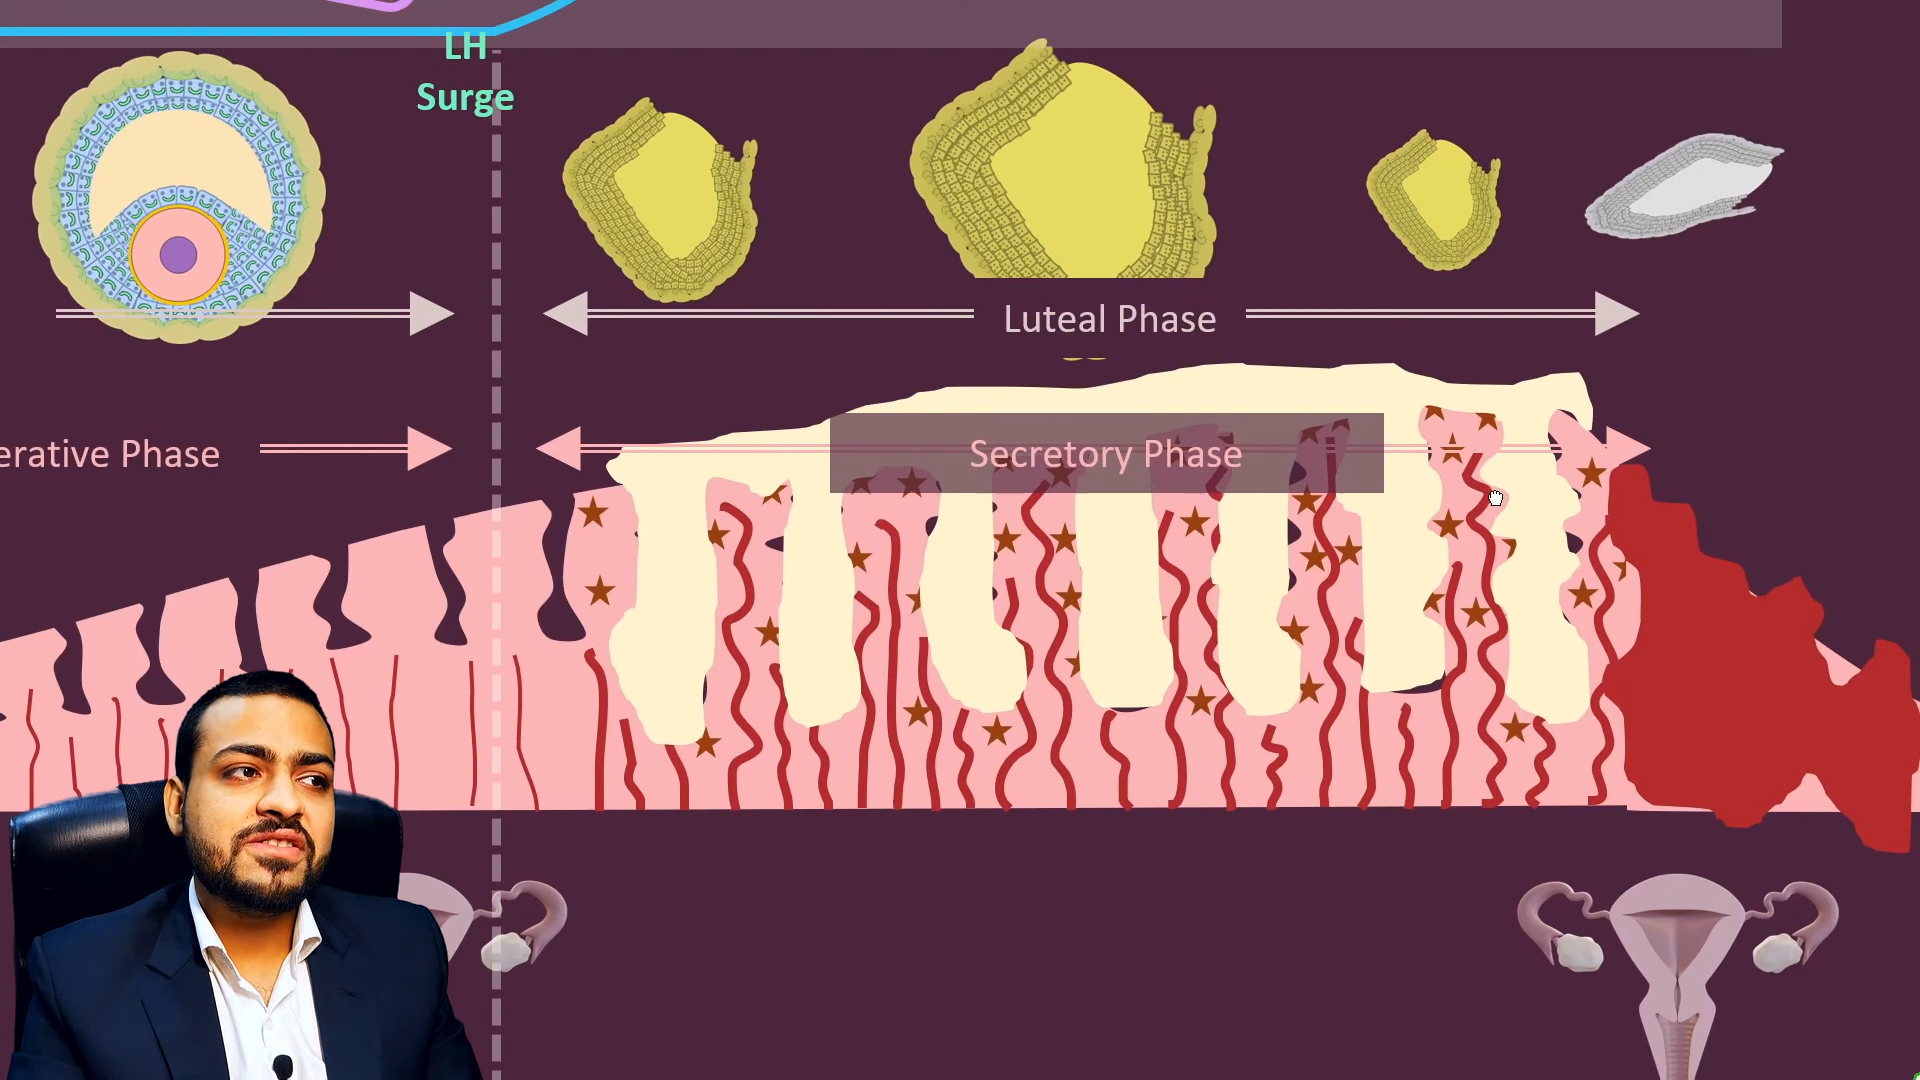 LH
Surge
Luteal Phase
erative Phase
Secretory Phase